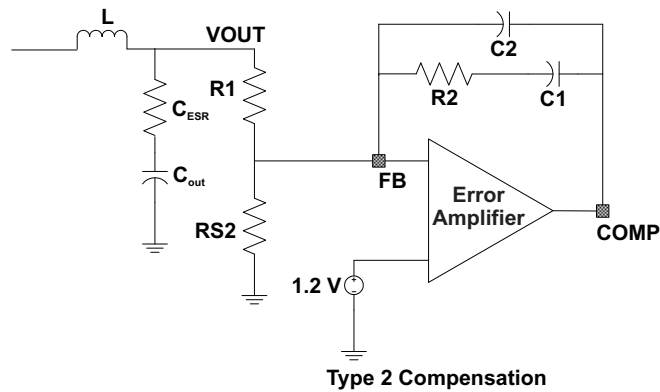 L
VOUT
C2
R1
R2
C1
CESR
FB
Error
Amplifier
Cout
COMP
RS2
1.2 V
+
-
Type 2 Compensation